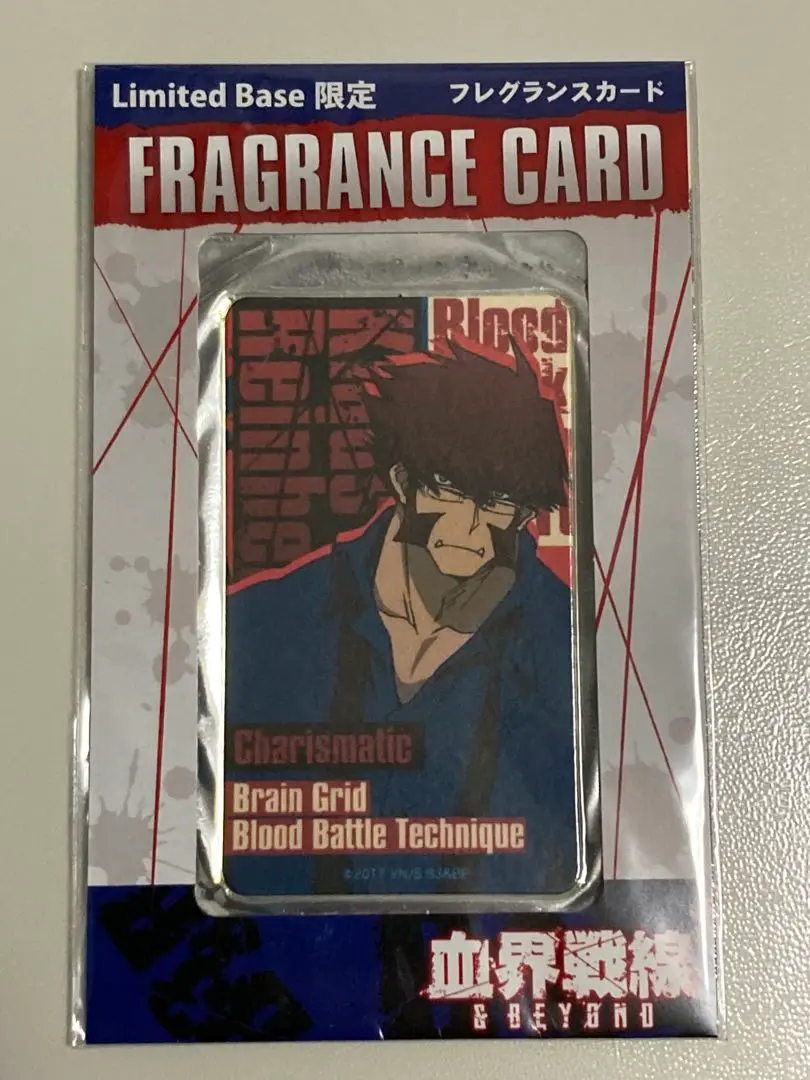 Limited Base 限定
フレグランスカード
FRAGRANCE CARD
Blood
Charismatic
Brain Grid
Blood Battle Technique
血界戦線
& BEYOND